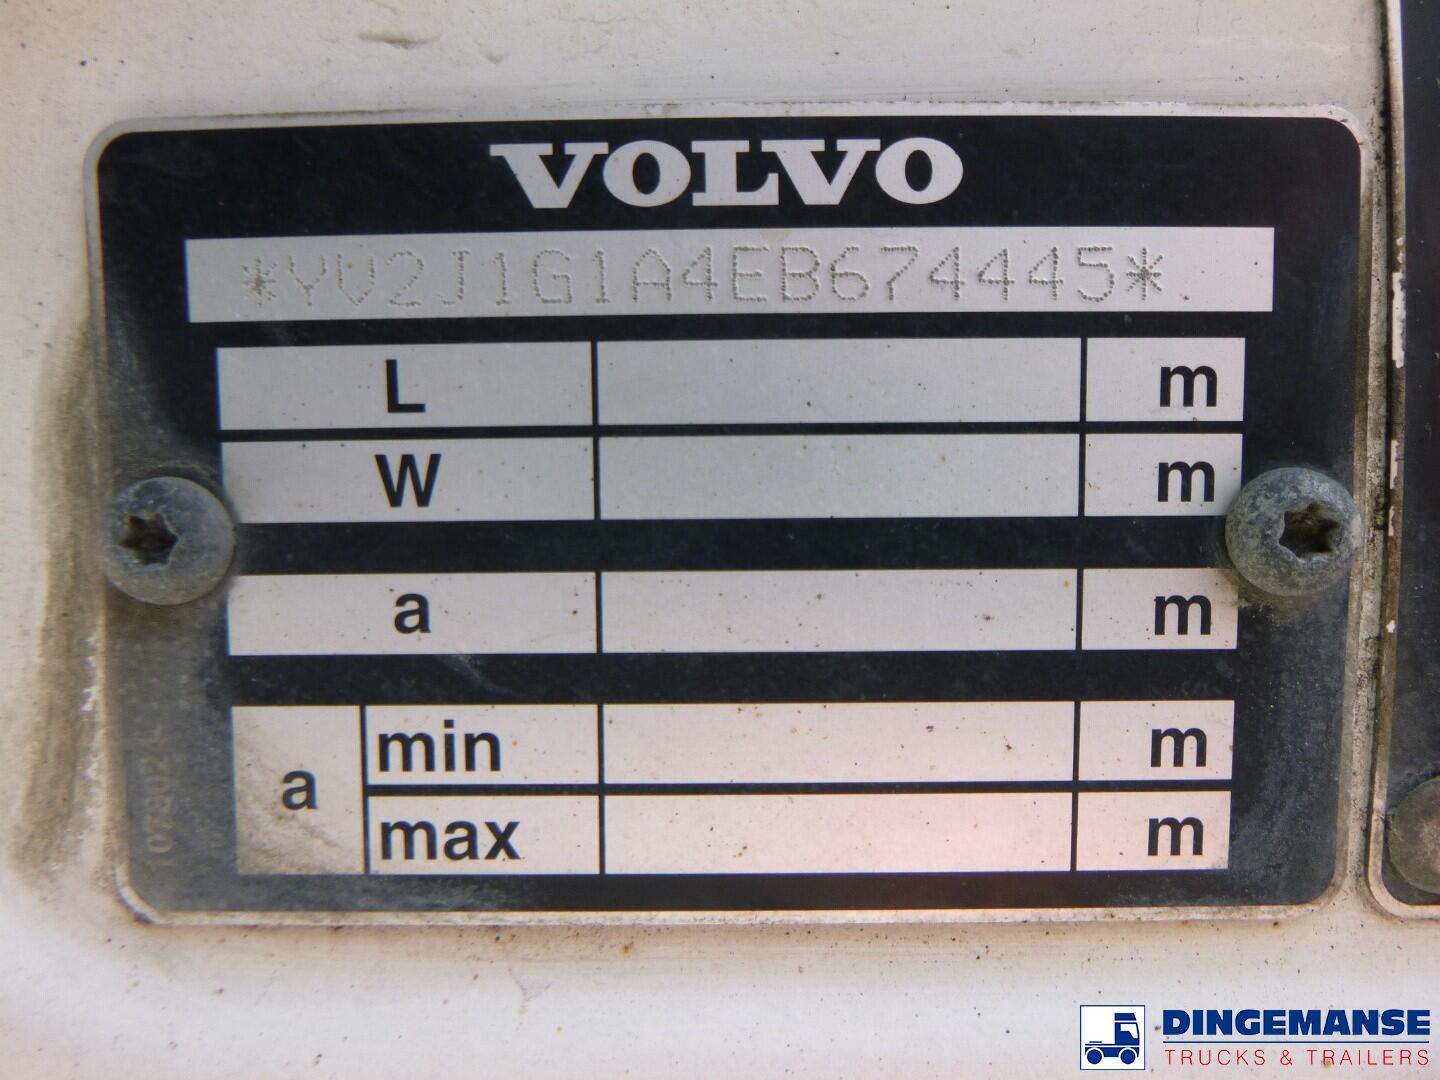 VOLVO
*YV2J1G1A4EB674445*
L m
W m
a m
a min m
max m
DINGEMANSE
TRUCKS & TRAILERS